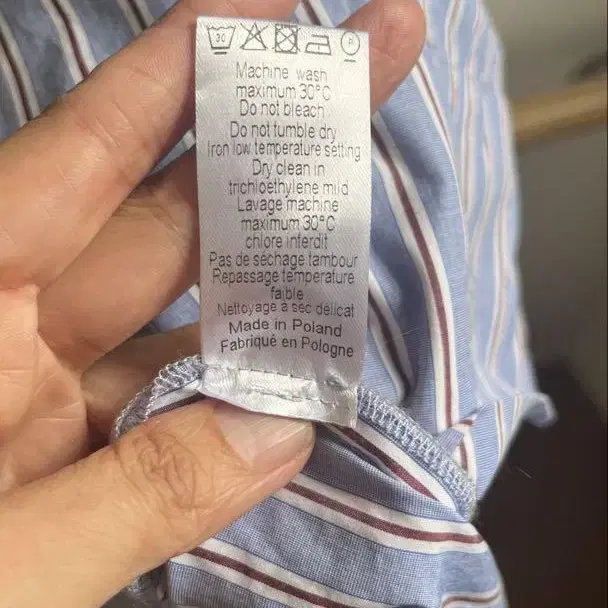 30 P
Machine wash
maximum 30°C
Do not bleach
Do not tumble dry
Iron low temperature setting
Dry clean in
trichloethylene mild
Lavage machine
maximum 30°C
chlore interdit
Pas de séchage tambour
Repassage température
faible
Nettoyage à sec délicat
Made in Poland
Fabriqué en Pologne